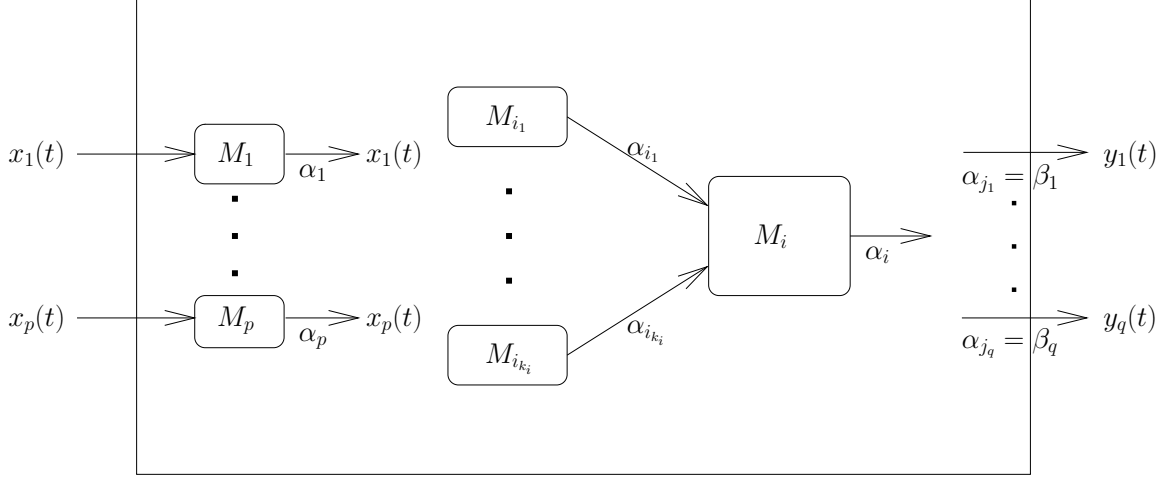 M_{i_1}
x_1(t) M_1 x_1(t) α_{i_1} y_1(t)
α_1 α_{j_1} = β_1
M_i
α_i
x_p(t) M_p x_p(t) α_{i_{k_i}} y_q(t)
α_p α_{j_q} = β_q
M_{i_{k_i}}